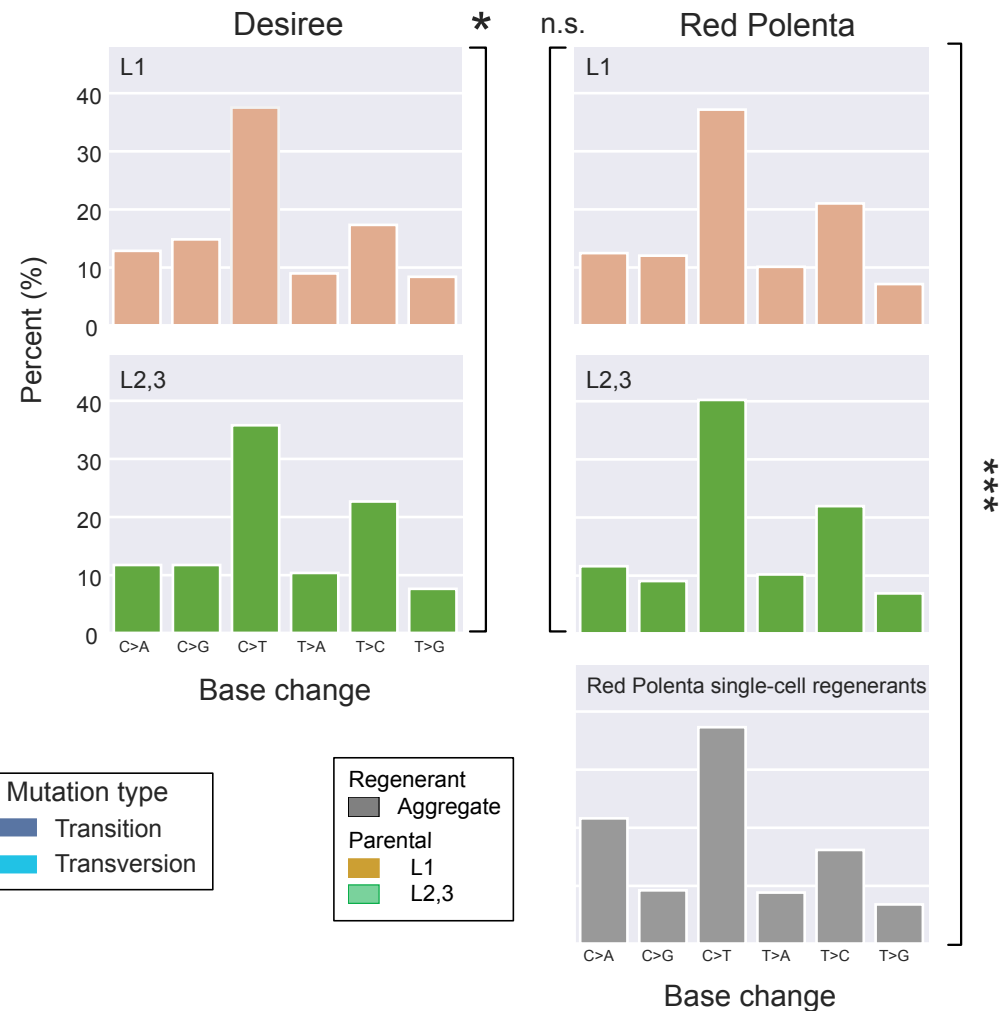 Desiree
*
n.s.
Red Polenta
L1
L1
40
30
20
10
0
Percent (%)
L2,3
L2,3
40
30
20
10
0
C>A C>G C>T T>A T>C T>G
Base change
***
Red Polenta single-cell regenerants
Mutation type
Transition
Transversion
Regenerant
Aggregate
Parental
L1
L2,3
C>A C>G C>T T>A T>C T>G
Base change